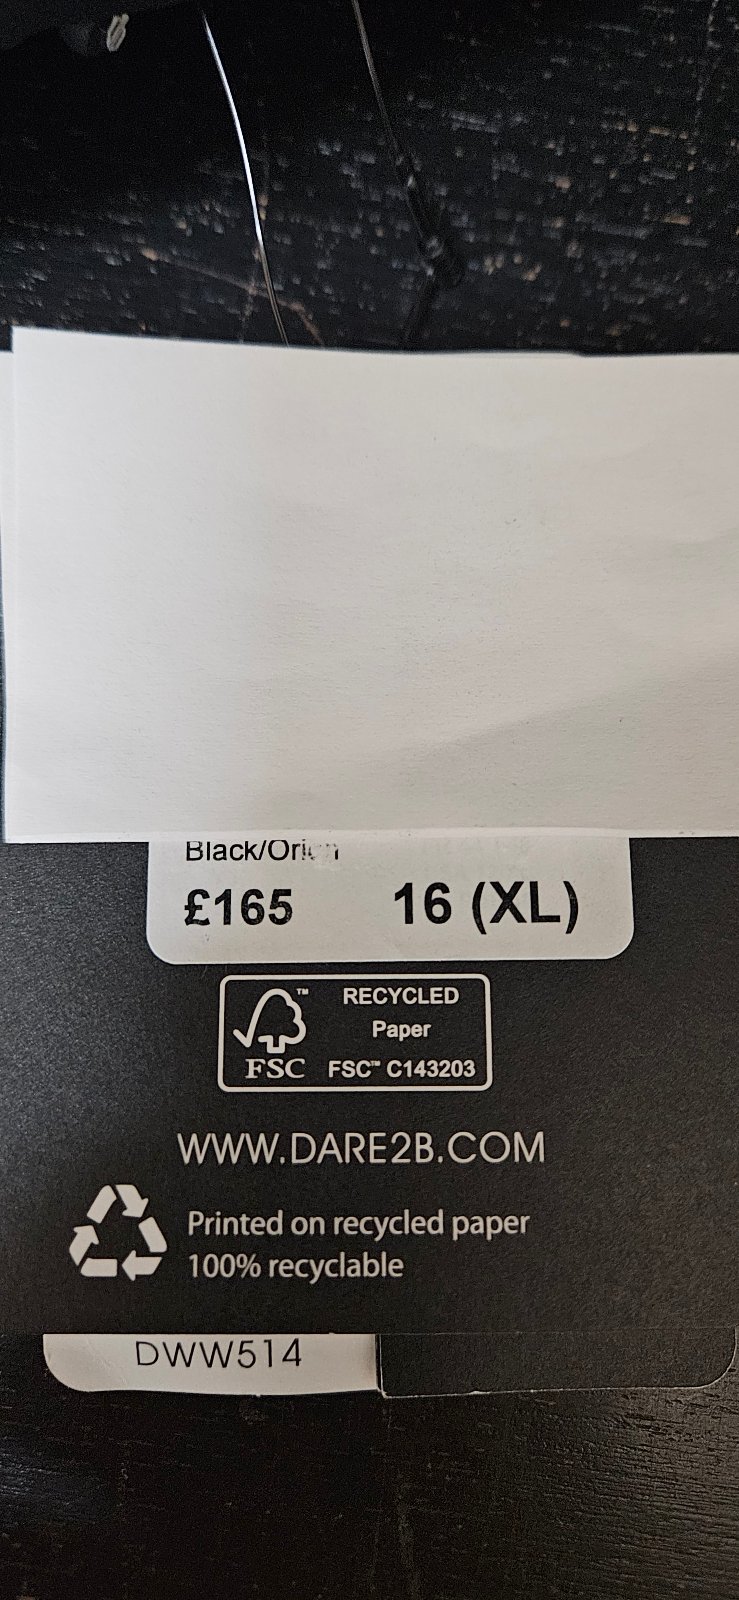 Black/Orion
£165 16 (XL)
™ RECYCLED
Paper
FSC FSC™ C143203
WWW.DARE2B.COM
Printed on recycled paper
100% recyclable
DWW514